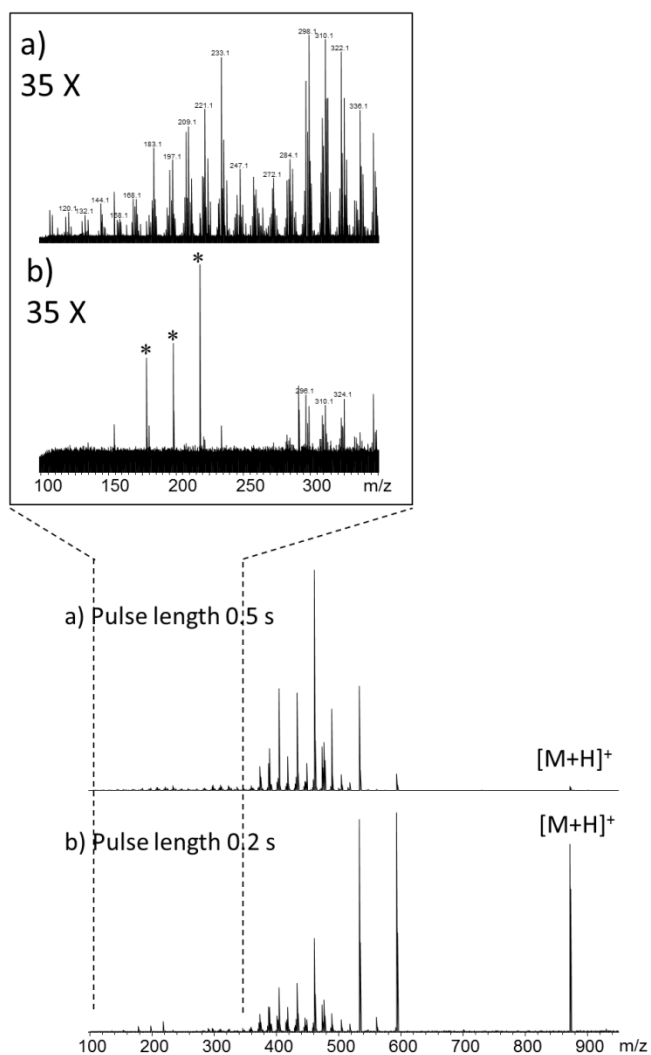 a)
35 X
120.1 132.1 144.1 158.1 168.1 183.1 197.1 209.1 221.1 233.1 247.1 272.1 284.1 298.1 310.1 322.1 336.1
b)
35 X
* * *
296.1 310.1 324.1
100 150 200 250 300 m/z
a) Pulse length 0.5 s
[M+H]+
b) Pulse length 0.2 s
[M+H]+
100 200 300 400 500 600 700 800 900 m/z